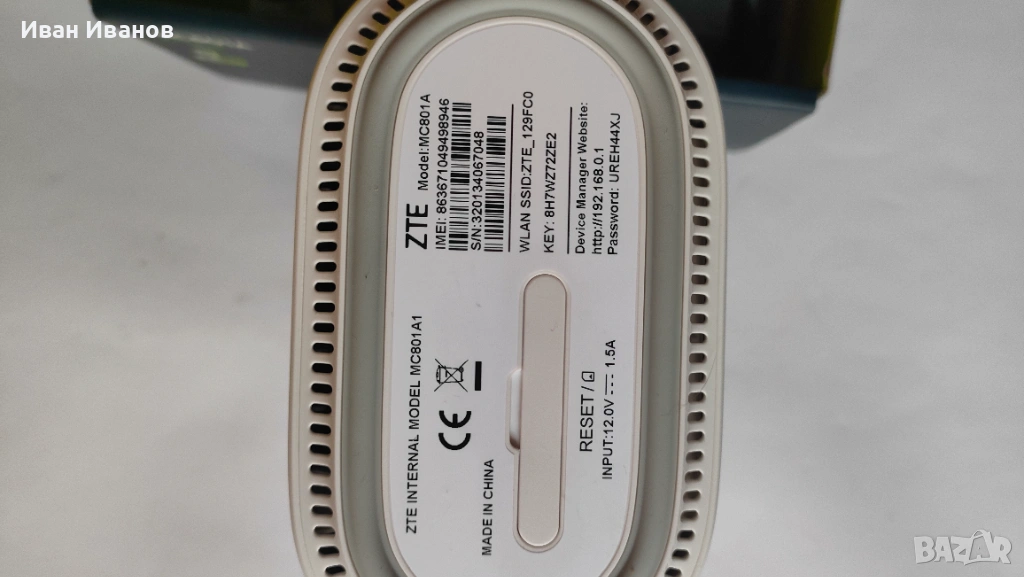 Иван Иванов
ZTE Model:MC801A
IMEI: 863671049498946
S/N:320134067048
WLAN SSID:ZTE_129FC0
KEY: 8H7WZ72ZE2
Device Manager Website:
http://192.168.0.1
Password: UREH44XJ
ZTE INTERNAL MODEL MC801A1
CE
MADE IN CHINA
RESET /
INPUT:12.0V 1.5A
BAZAR